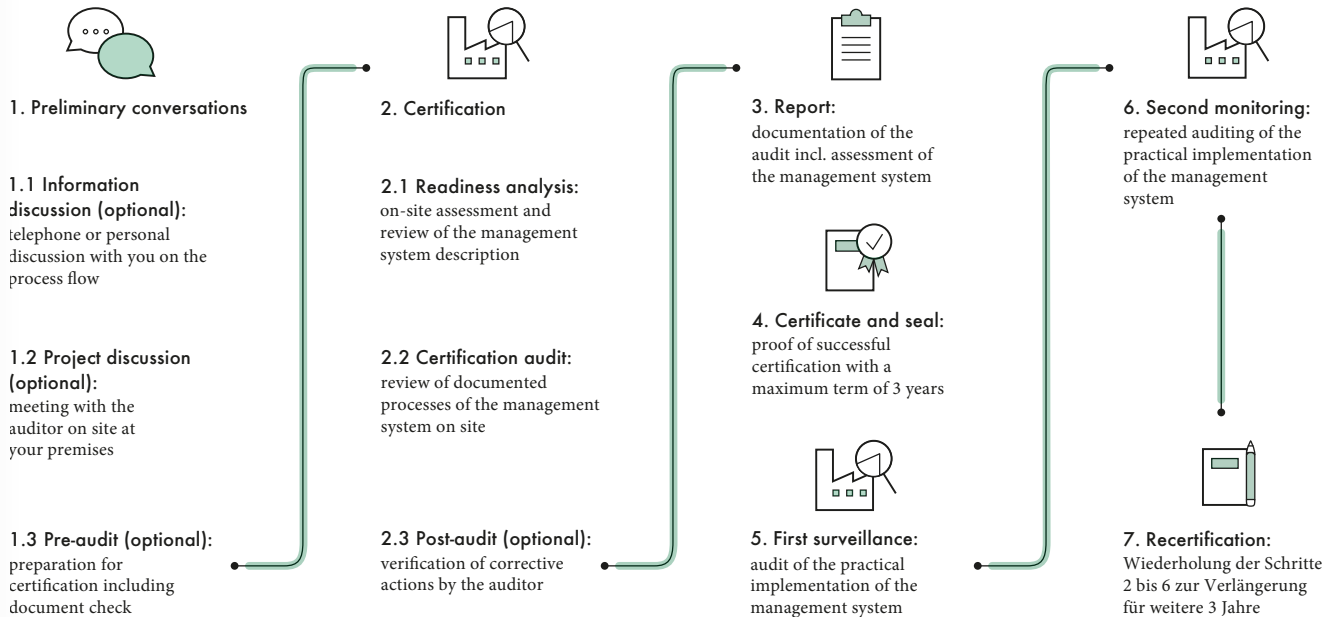 1. Preliminary conversations
1.1 Information
discussion (optional):
telephone or personal
discussion with you on the
process flow
1.2 Project discussion
(optional):
meeting with the
auditor on site at
your premises
1.3 Pre-audit (optional):
preparation for
certification including
document check
2. Certification
2.1 Readiness analysis:
on-site assessment and
review of the management
system description
2.2 Certification audit:
review of documented
processes of the management
system on site
2.3 Post-audit (optional):
verification of corrective
actions by the auditor
3. Report:
documentation of the
audit incl. assessment of
the management system
4. Certificate and seal:
proof of successful
certification with a
maximum term of 3 years
5. First surveillance:
audit of the practical
implementation of the
management system
6. Second monitoring:
repeated auditing of the
practical implementation
of the management
system
7. Recertification:
Wiederholung der Schritte
2 bis 6 zur Verlängerung
für weitere 3 Jahre